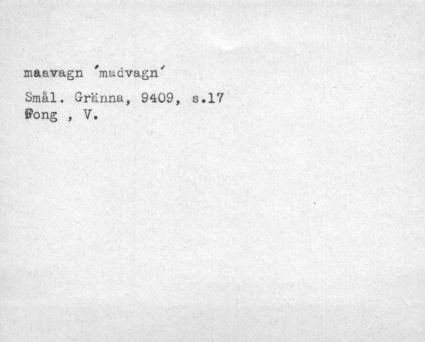 maavagn ´mudvagn´
Smål. Gränna, 9409, s.17
Fong , V.